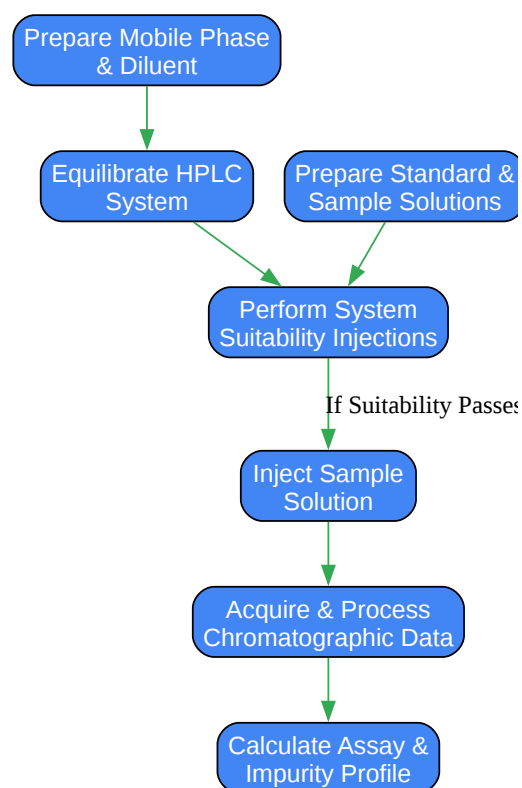 Prepare Mobile Phase
& Diluent
Equilibrate HPLC
System
Prepare Standard &
Sample Solutions
Perform System
Suitability Injections
If Suitability Passes
Inject Sample
Solution
Acquire & Process
Chromatographic Data
Calculate Assay &
Impurity Profile